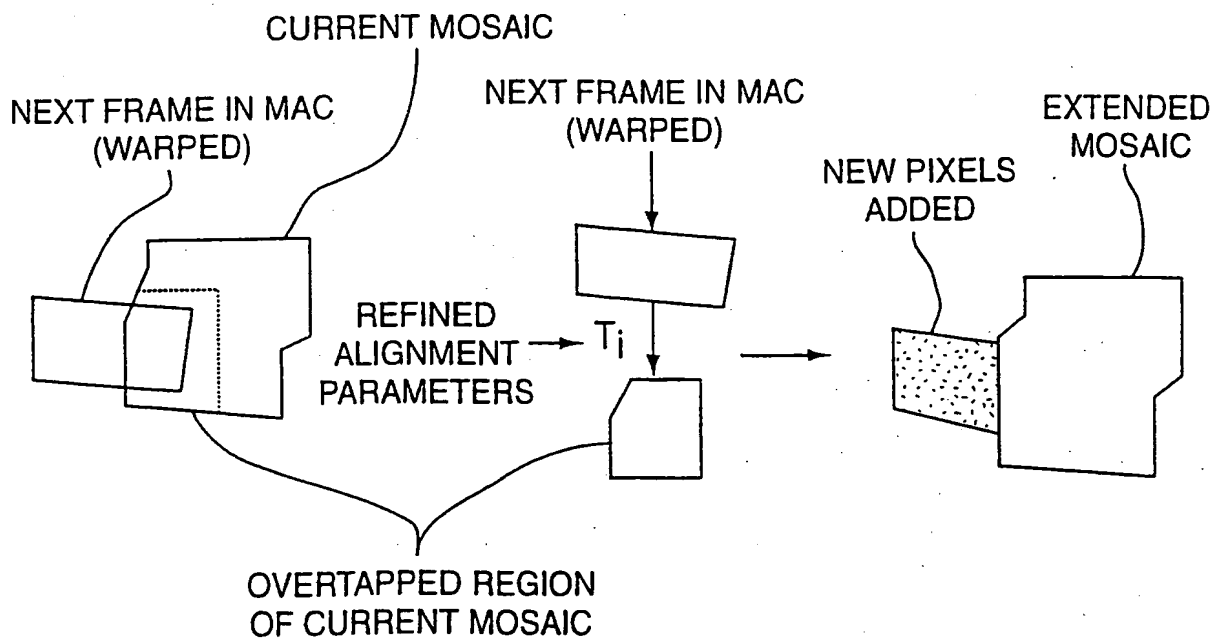 CURRENT MOSAIC
NEXT FRAME IN MAC
(WARPED)
NEXT FRAME IN MAC
(WARPED)
EXTENDED
MOSAIC
NEW PIXELS
ADDED
REFINED
ALIGNMENT
PARAMETERS
Ti
OVERTAPPED REGION
OF CURRENT MOSAIC